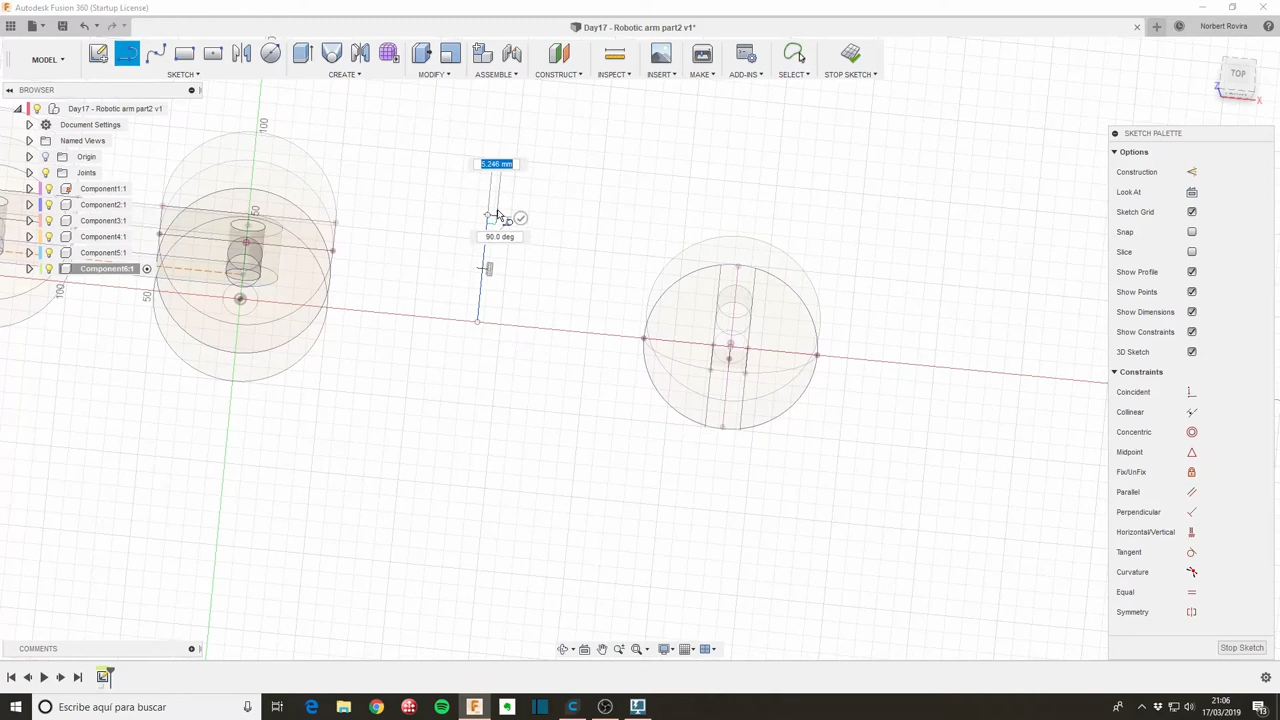 Autodesk Fusion 360 (Startup License)
Day17 - Robotic arm part2 v1*
Norbert Rovira
MODEL
SKETCH
CREATE
MODIFY
ASSEMBLE
CONSTRUCT
INSPECT
INSERT
MAKE
ADD-INS
SELECT
STOP SKETCH
BROWSER
Day17 - Robotic arm part2 v1
Document Settings
Named Views
Origin
Joints
Component1:1
Component2:1
Component3:1
Component4:1
Component5:1
Component6:1
100
50
100
50
5.246 mm
90.0 deg
TOP
Z
X
SKETCH PALETTE
Options
Construction
Look At
Sketch Grid
Snap
Slice
Show Profile
Show Points
Show Dimensions
Show Constraints
3D Sketch
Constraints
Coincident
Collinear
Concentric
Midpoint
Fix/UnFix
Parallel
Perpendicular
Horizontal/Vertical
Tangent
Curvature
Equal
Symmetry
Stop Sketch
COMMENTS
Escribe aquí para buscar
21:06
17/03/2019